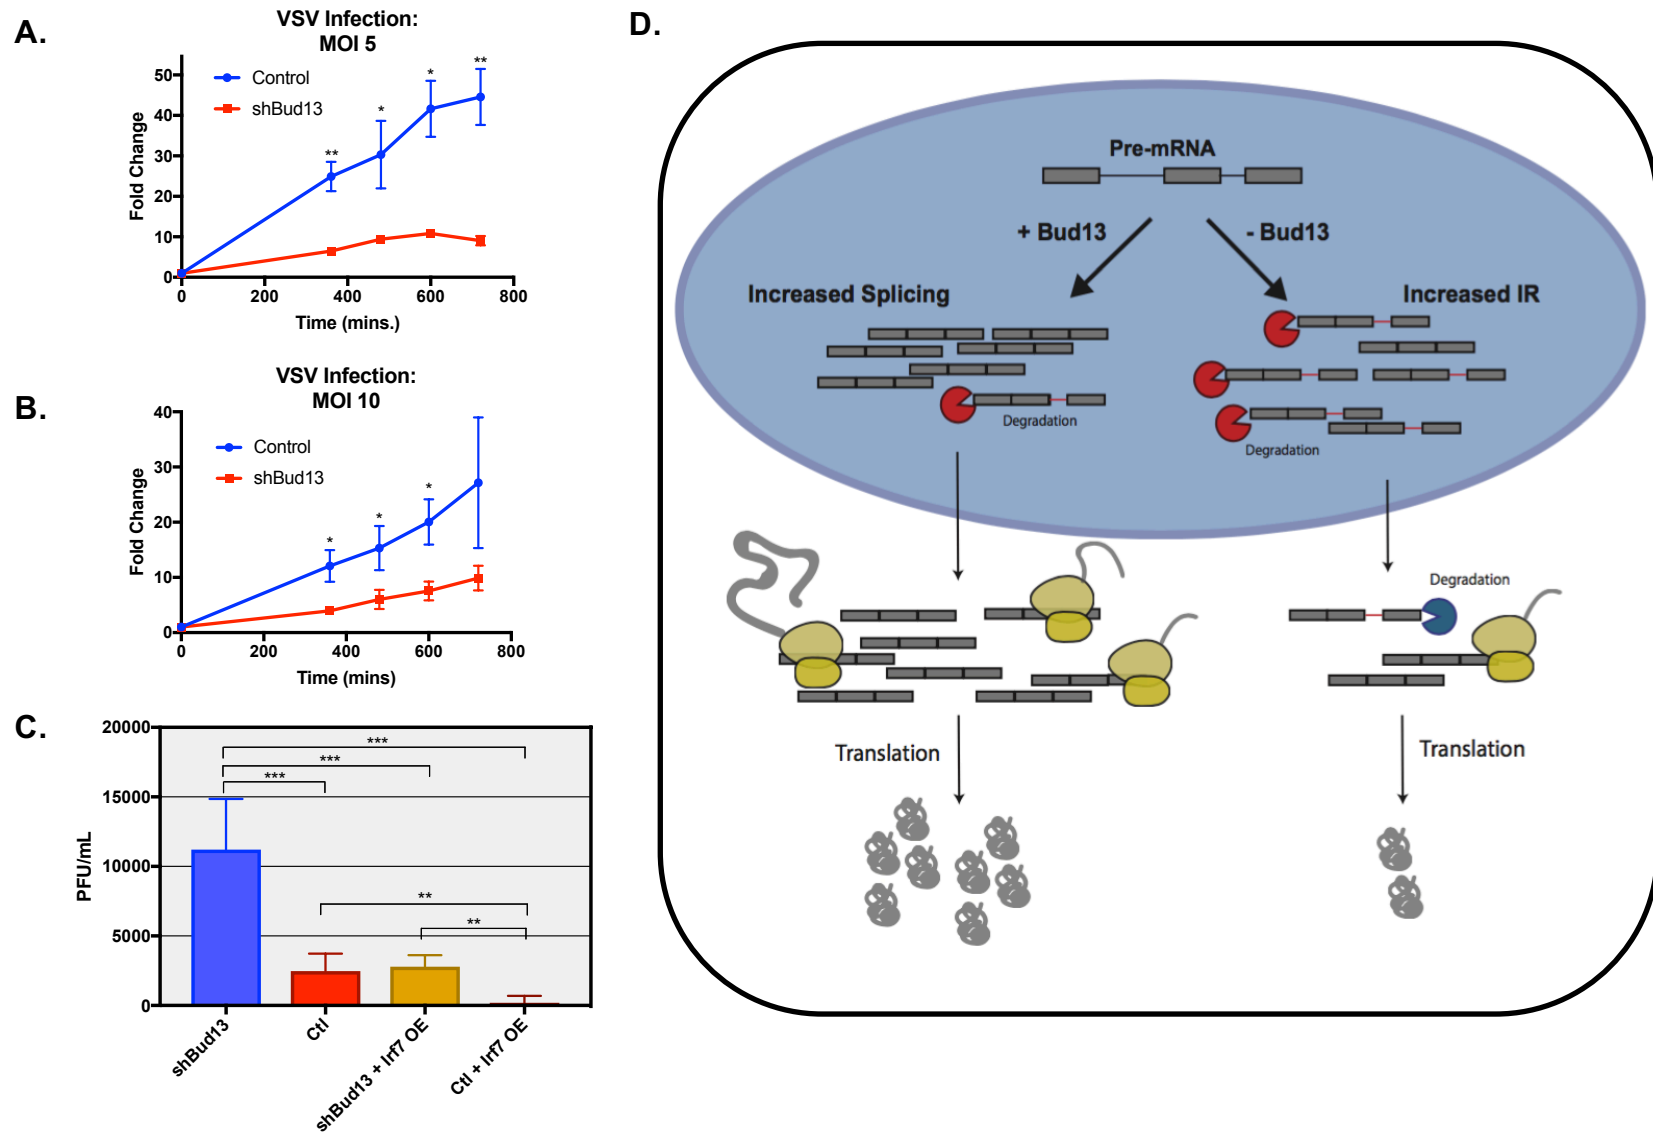 A.
VSV Infection:
MOI 5
Control
shBud13
**
*
*
**
50
40
30
20
10
0
Fold Change
0 200 400 600 800
Time (mins.)
B.
VSV Infection:
MOI 10
Control
shBud13
*
*
*
40
30
20
10
0
Fold Change
0 200 400 600 800
Time (mins)
C.
20000
15000
10000
5000
0
PFU/mL
***
***
***
**
**
shBud13
Ctl
shBud13 + Irf7 OE
Ctl + Irf7 OE
D.
Pre-mRNA
+ Bud13
- Bud13
Increased Splicing
Increased IR
Degradation
Degradation
Degradation
Translation
Translation